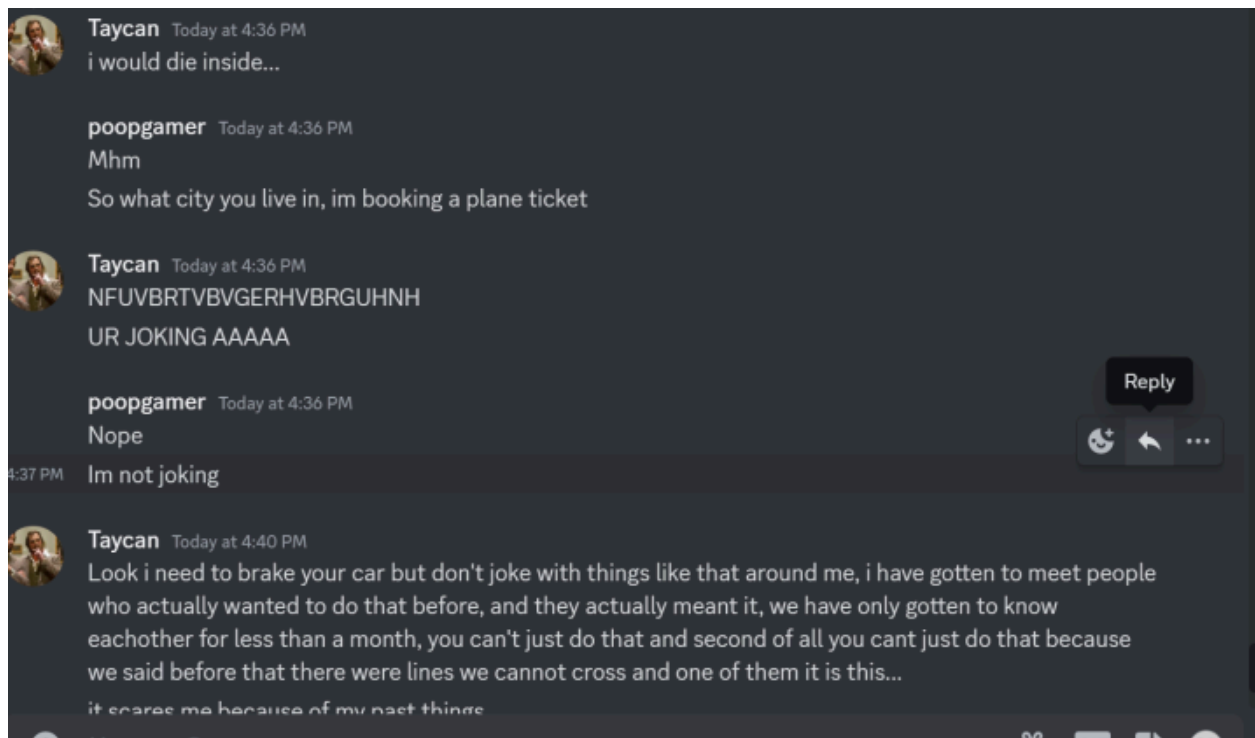 Taycan Today at 4:36 PM
i would die inside...
poopgamer Today at 4:36 PM
Mhm
So what city you live in, im booking a plane ticket
Taycan Today at 4:36 PM
NFUVBRTVBVGERHVBRGUHNH
UR JOKING AAAAA
poopgamer Today at 4:36 PM
Reply
Nope
4:37 PM Im not joking
Taycan Today at 4:40 PM
Look i need to brake your car but don't joke with things like that around me, i have gotten to meet people
who actually wanted to do that before, and they actually meant it, we have only gotten to know
eachother for less than a month, you can't just do that and second of all you cant just do that because
we said before that there were lines we cannot cross and one of them it is this...
it scares me because of my past things